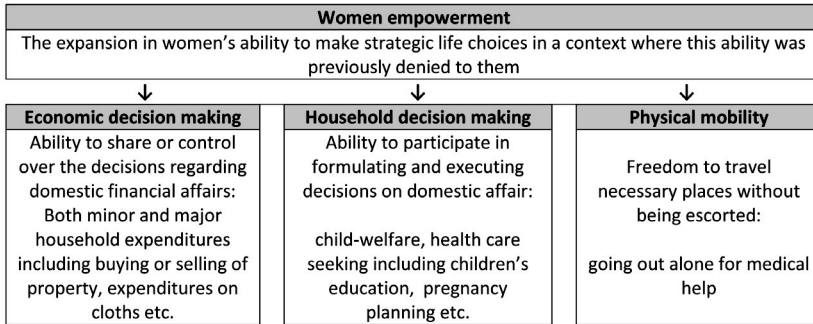 Women empowerment
The expansion in women's ability to make strategic life choices in a context where this ability was
previously denied to them
↓ ↓ ↓
Economic decision making
Ability to share or control
over the decisions regarding
domestic financial affairs:
Both minor and major
household expenditures
including buying or selling of
property, expenditures on
cloths etc.
Household decision making
Ability to participate in
formulating and executing
decisions on domestic affair:
child-welfare, health care
seeking including children's
education, pregnancy
planning etc.
Physical mobility
Freedom to travel
necessary places without
being escorted:
going out alone for medical
help